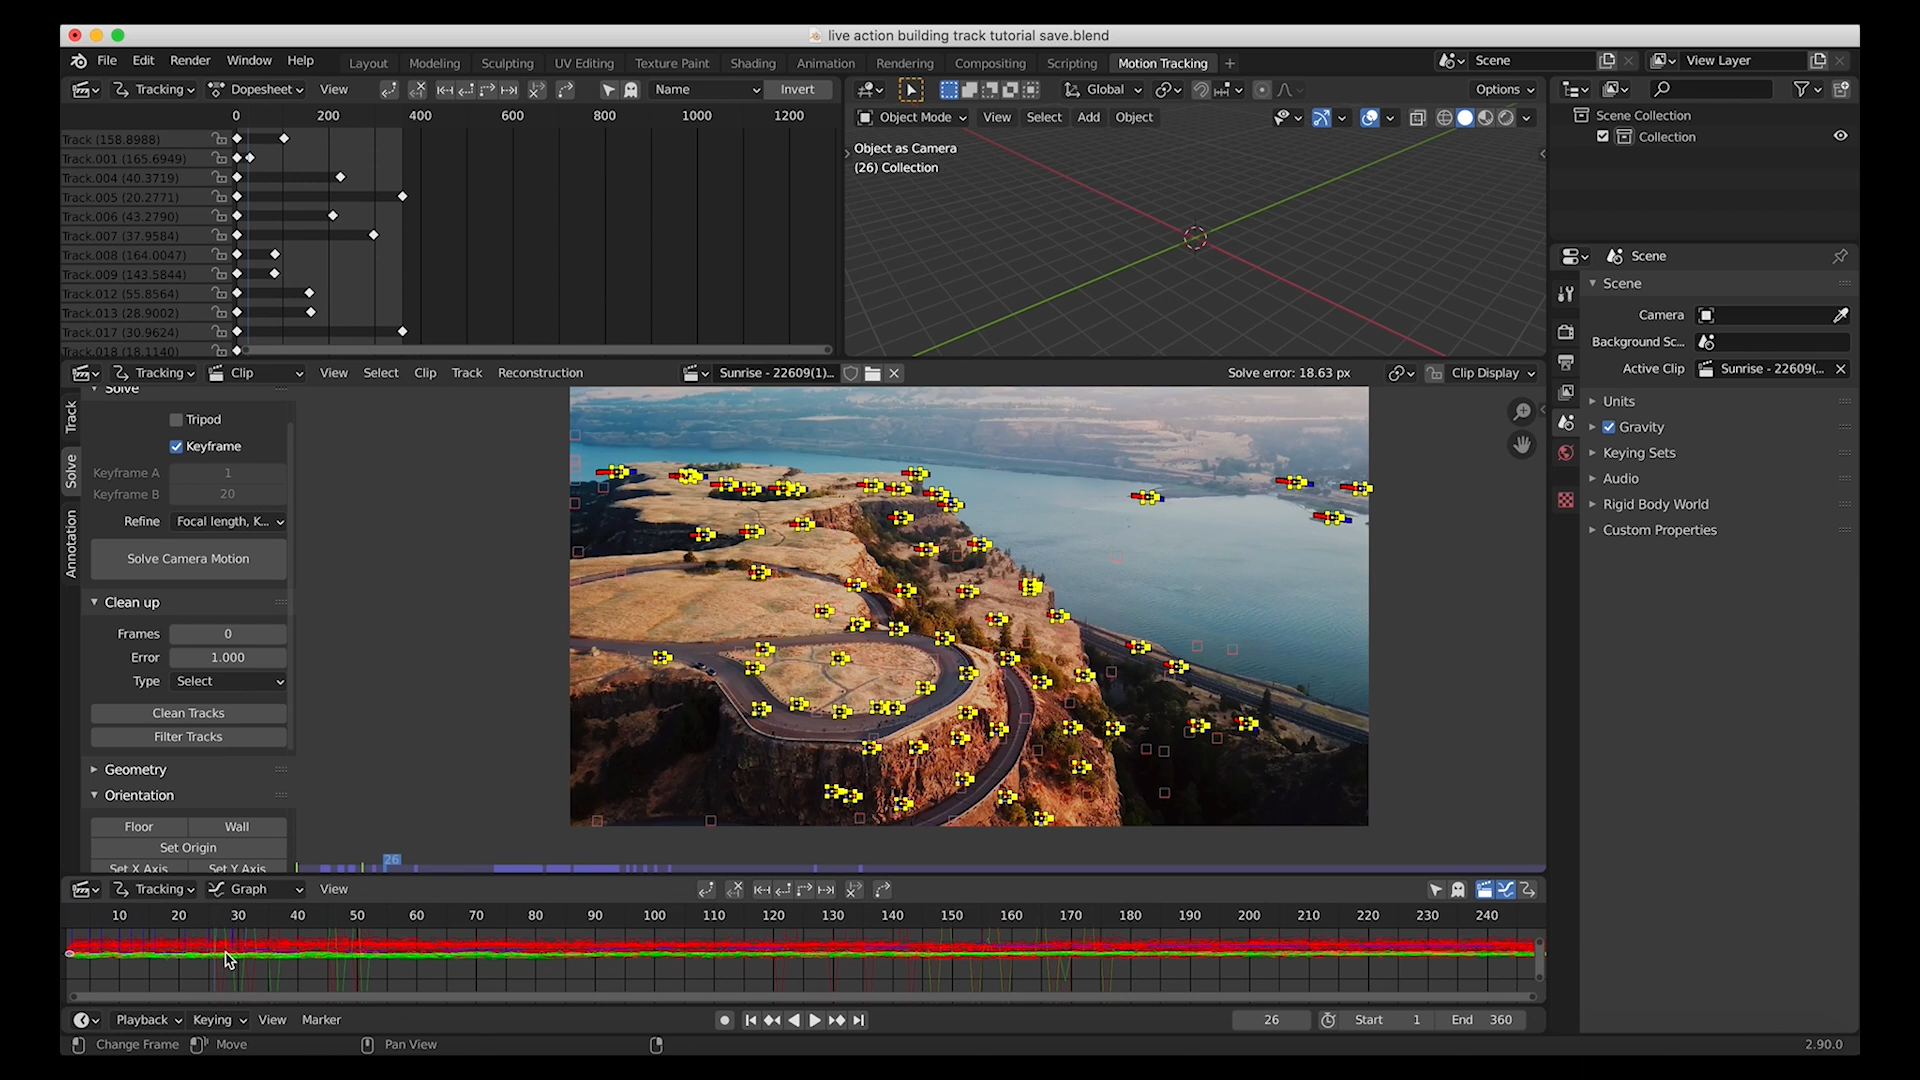 live action building track tutorial save.blend
File Edit Render Window Help Layout Modeling Sculpting UV Editing Texture Paint Shading Animation Rendering Compositing Scripting Motion Tracking + Scene View Layer
Tracking Dopesheet View Name Invert
0 200 400 600 800 1000 1200
Track (158.8988)
Track.001 (165.6949)
Track.004 (40.3719)
Track.005 (20.2771)
Track.006 (43.2790)
Track.007 (37.9584)
Track.008 (164.0047)
Track.009 (143.5844)
Track.012 (55.8564)
Track.013 (28.9002)
Track.017 (30.9624)
Track.018 (18.1140)
Global Options
Object Mode View Select Add Object
Object as Camera
(26) Collection
Scene Collection
Collection
Scene
Scene
Camera
Background Sc...
Active Clip Sunrise - 22609(...
Units
Gravity
Keying Sets
Audio
Rigid Body World
Custom Properties
Tracking Clip View Select Clip Track Reconstruction Sunrise - 22609(1)... Solve error: 18.63 px Clip Display
Track
Solve
Annotation
Solve
Tripod
Keyframe
Keyframe A 1
Keyframe B 20
Refine Focal length, K...
Solve Camera Motion
Clean up
Frames 0
Error 1.000
Type Select
Clean Tracks
Filter Tracks
Geometry
Orientation
Floor Wall
Set Origin
Set X Axis Set Y Axis
26
Tracking Graph View
10 20 30 40 50 60 70 80 90 100 110 120 130 140 150 160 170 180 190 200 210 220 230 240
Playback Keying View Marker 26 Start 1 End 360
Change Frame Move Pan View 2.90.0